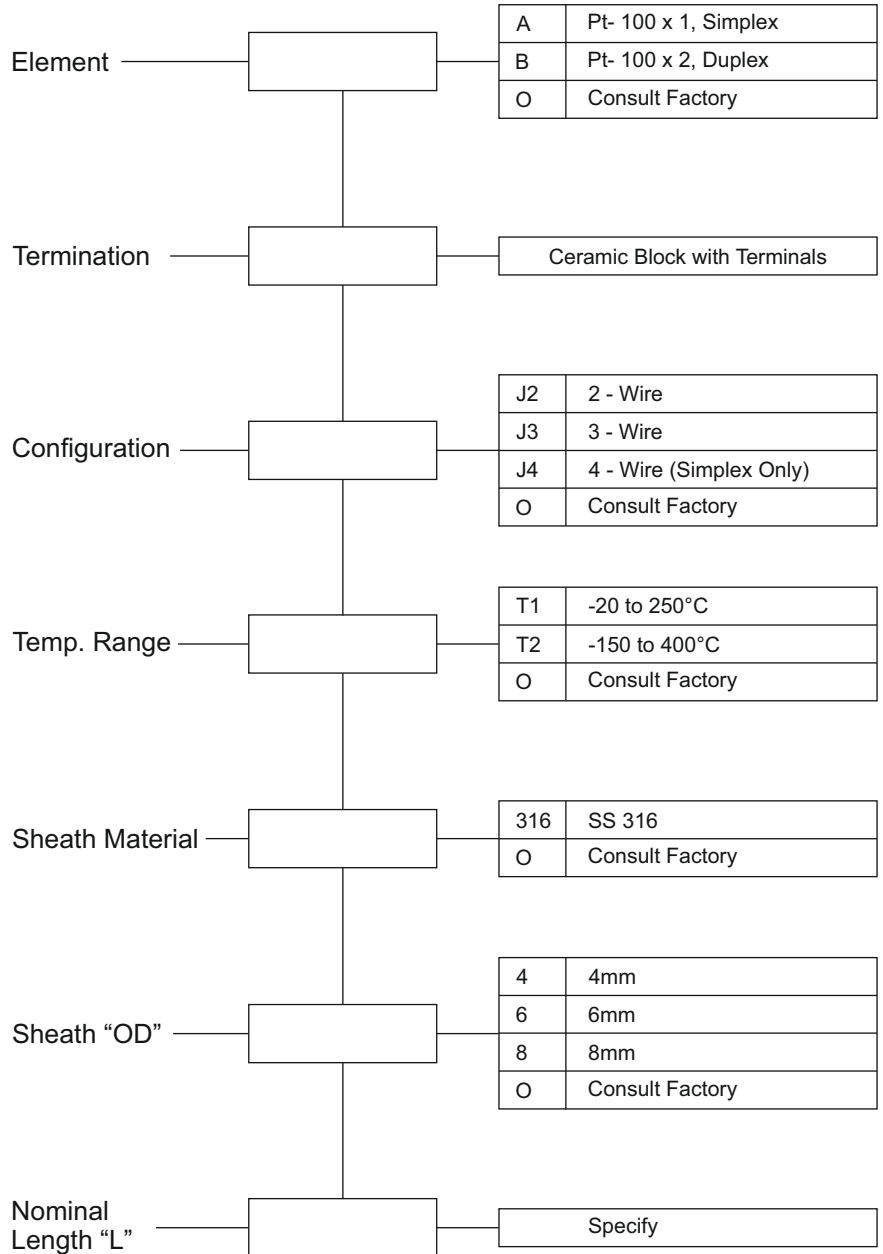 Element
A Pt- 100 x 1, Simplex
B Pt- 100 x 2, Duplex
O Consult Factory
Termination
Ceramic Block with Terminals
Configuration
J2 2 - Wire
J3 3 - Wire
J4 4 - Wire (Simplex Only)
O Consult Factory
Temp. Range
T1 -20 to 250°C
T2 -150 to 400°C
O Consult Factory
Sheath Material
316 SS 316
O Consult Factory
Sheath “OD”
4 4mm
6 6mm
8 8mm
O Consult Factory
Nominal
Length “L”
Specify